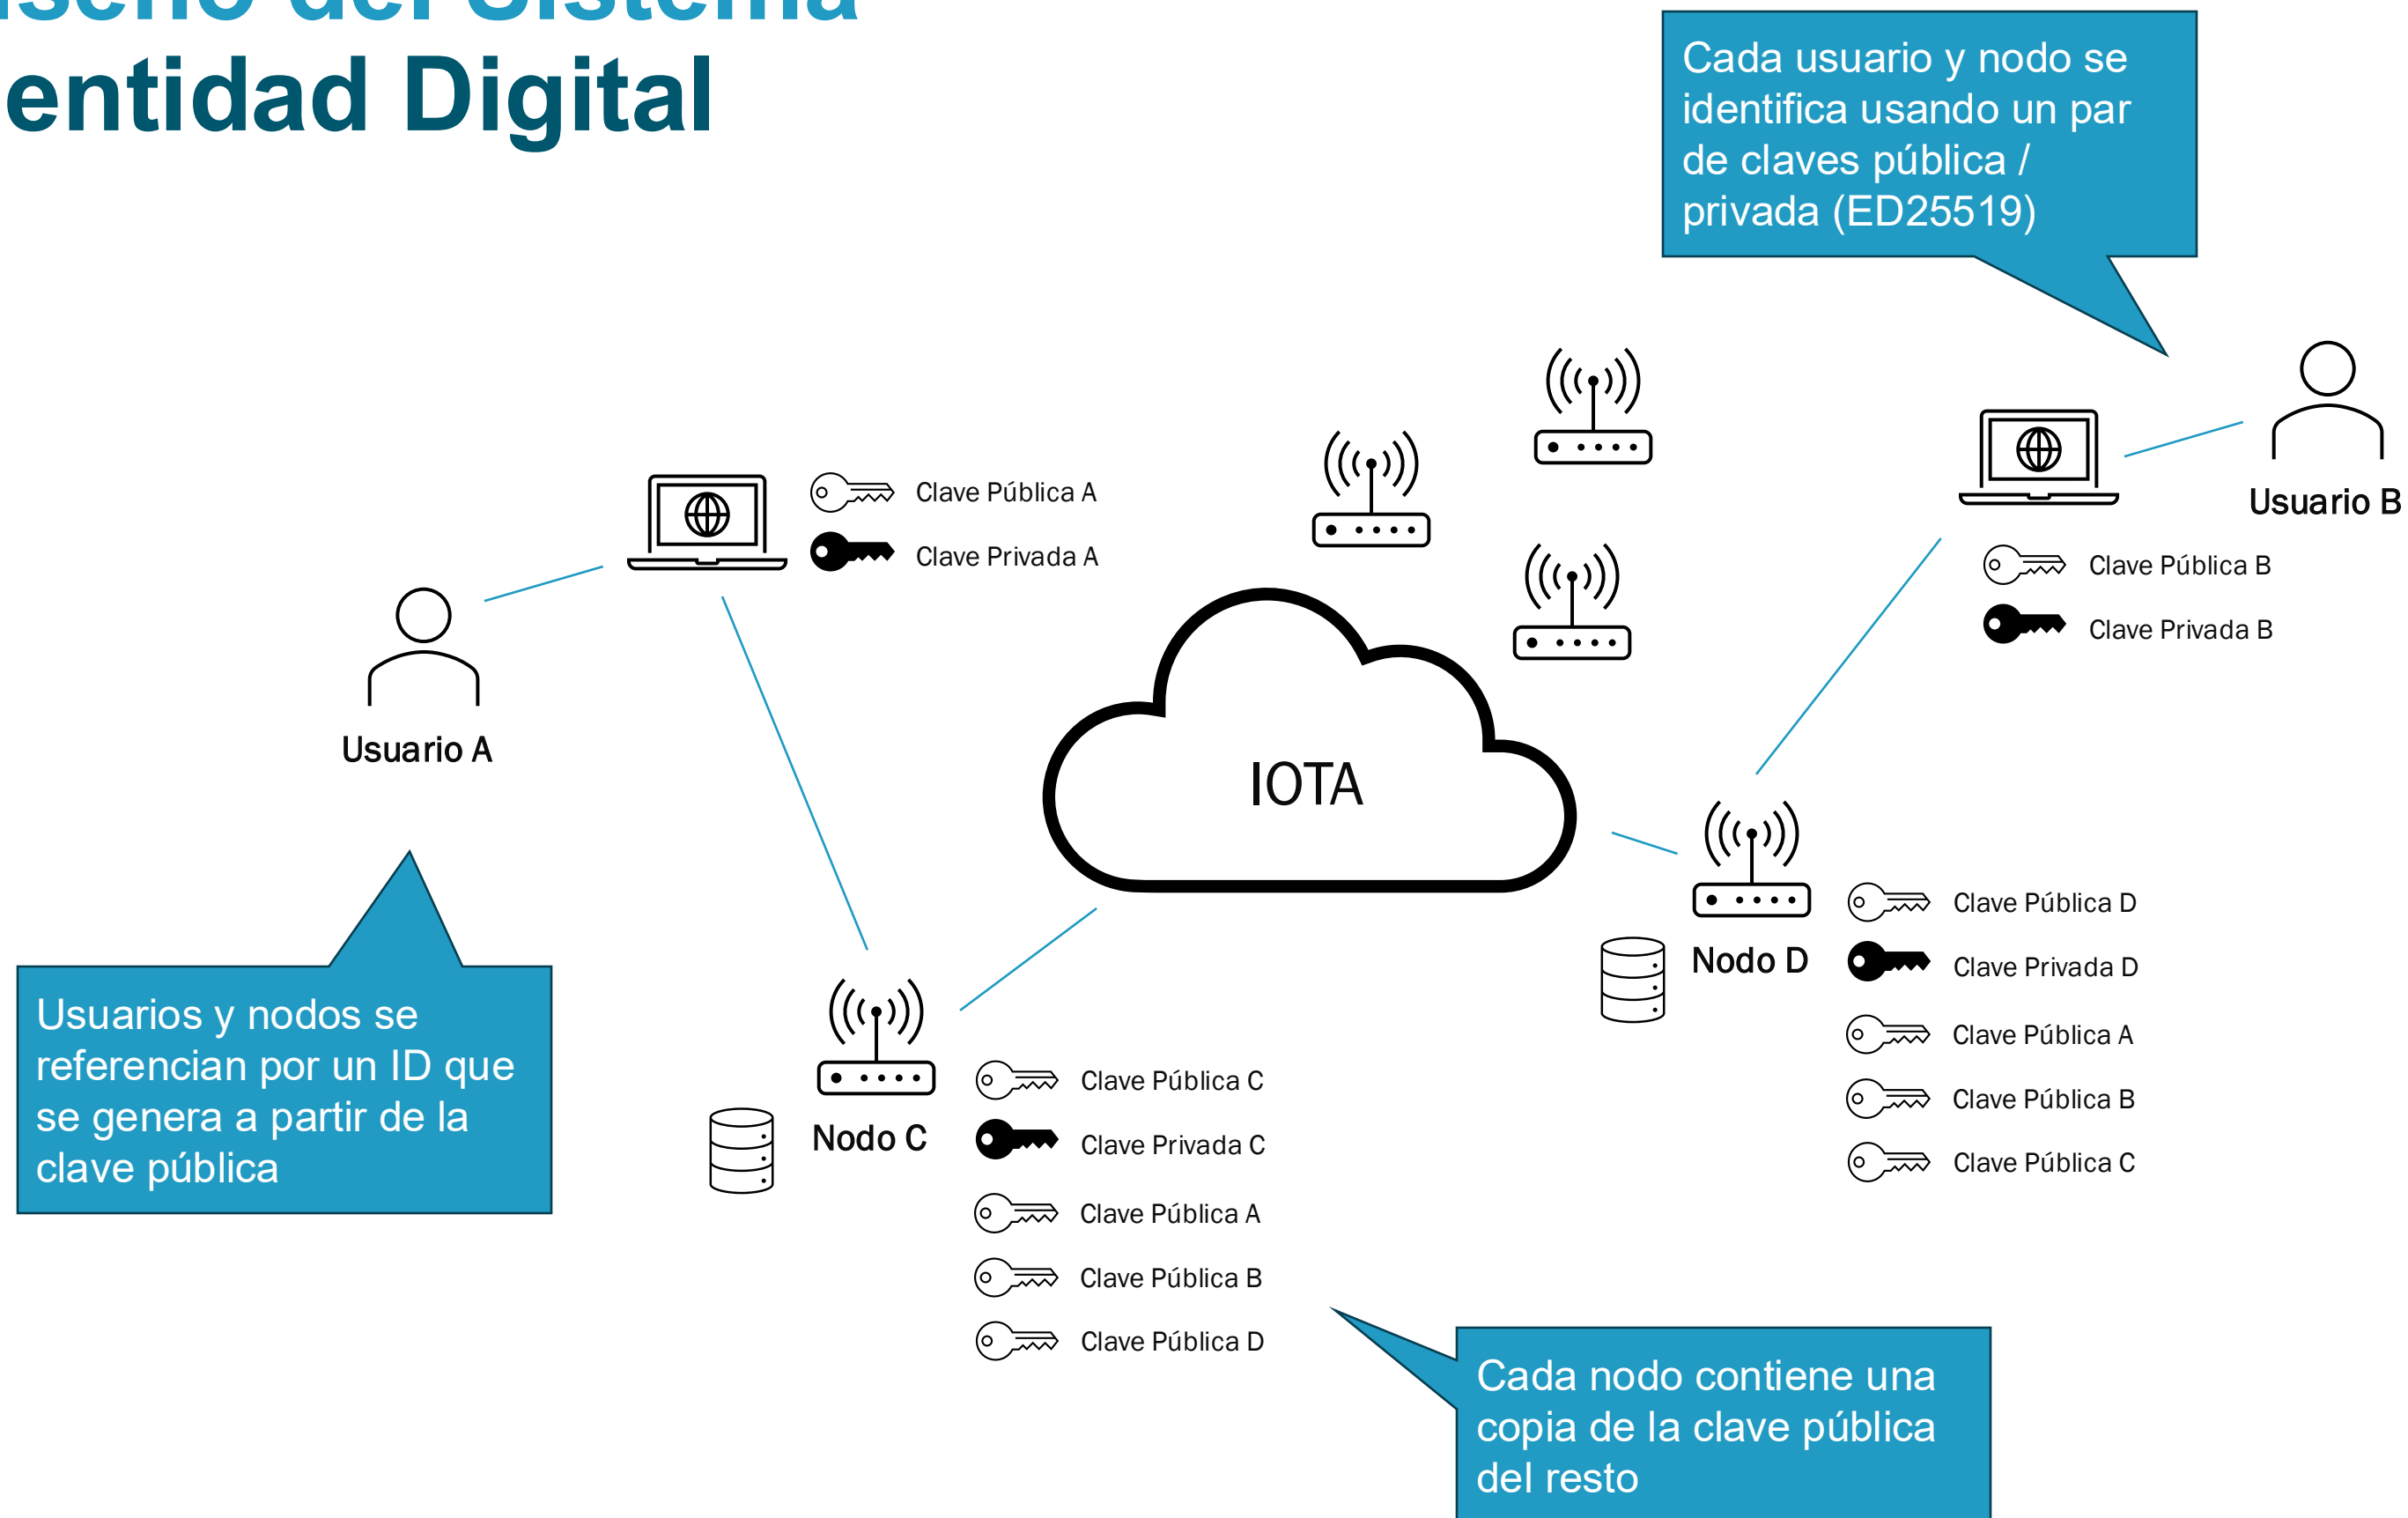 iseño del Sistema
entidad Digital
Cada usuario y nodo se
identifica usando un par
de claves pública /
privada (ED25519)
Clave Pública A
Clave Privada A
Usuario A
Usuario B
Clave Pública B
Clave Privada B
IOTA
Usuarios y nodos se
referencian por un ID que
se genera a partir de la
clave pública
Nodo C
Clave Pública C
Clave Privada C
Clave Pública A
Clave Pública B
Clave Pública D
Nodo D
Clave Pública D
Clave Privada D
Clave Pública A
Clave Pública B
Clave Pública C
Cada nodo contiene una
copia de la clave pública
del resto